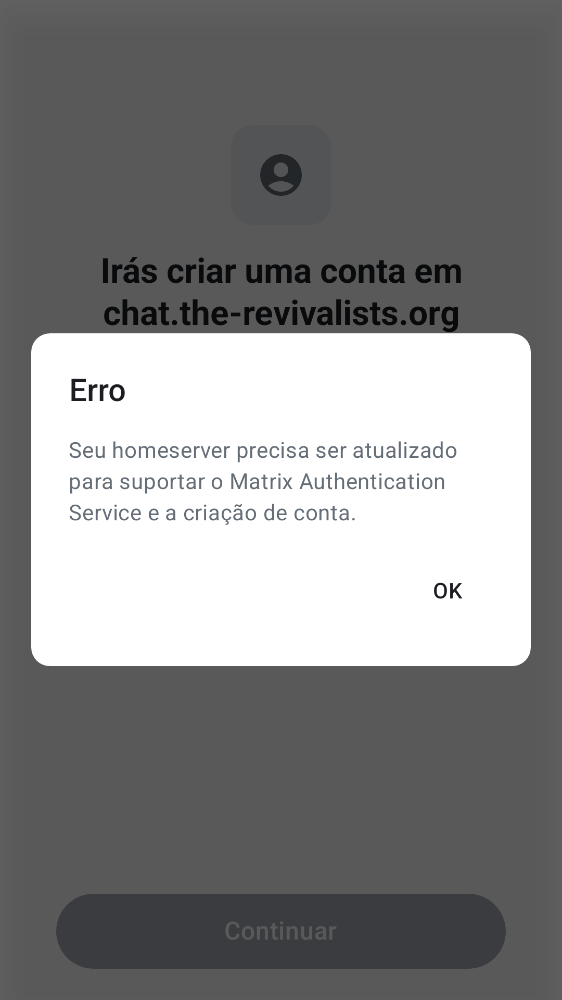 Irás criar uma conta em
chat.the-revivalists.org
Erro
Seu homeserver precisa ser atualizado
para suportar o Matrix Authentication
Service e a criação de conta.
OK
Continuar